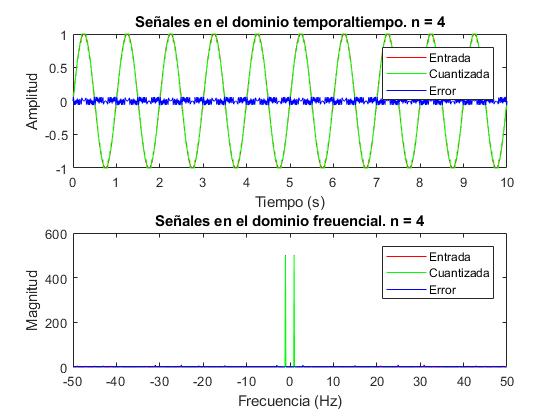 Señales en el dominio temporaltiempo. n = 4
1
0.5
0
-0.5
-1
Amplitud
Entrada
Cuantizada
Error
0 1 2 3 4 5 6 7 8 9 10
Tiempo (s)
Señales en el dominio freuencial. n = 4
600
400
200
0
Magnitud
Entrada
Cuantizada
Error
-50 -40 -30 -20 -10 0 10 20 30 40 50
Frecuencia (Hz)